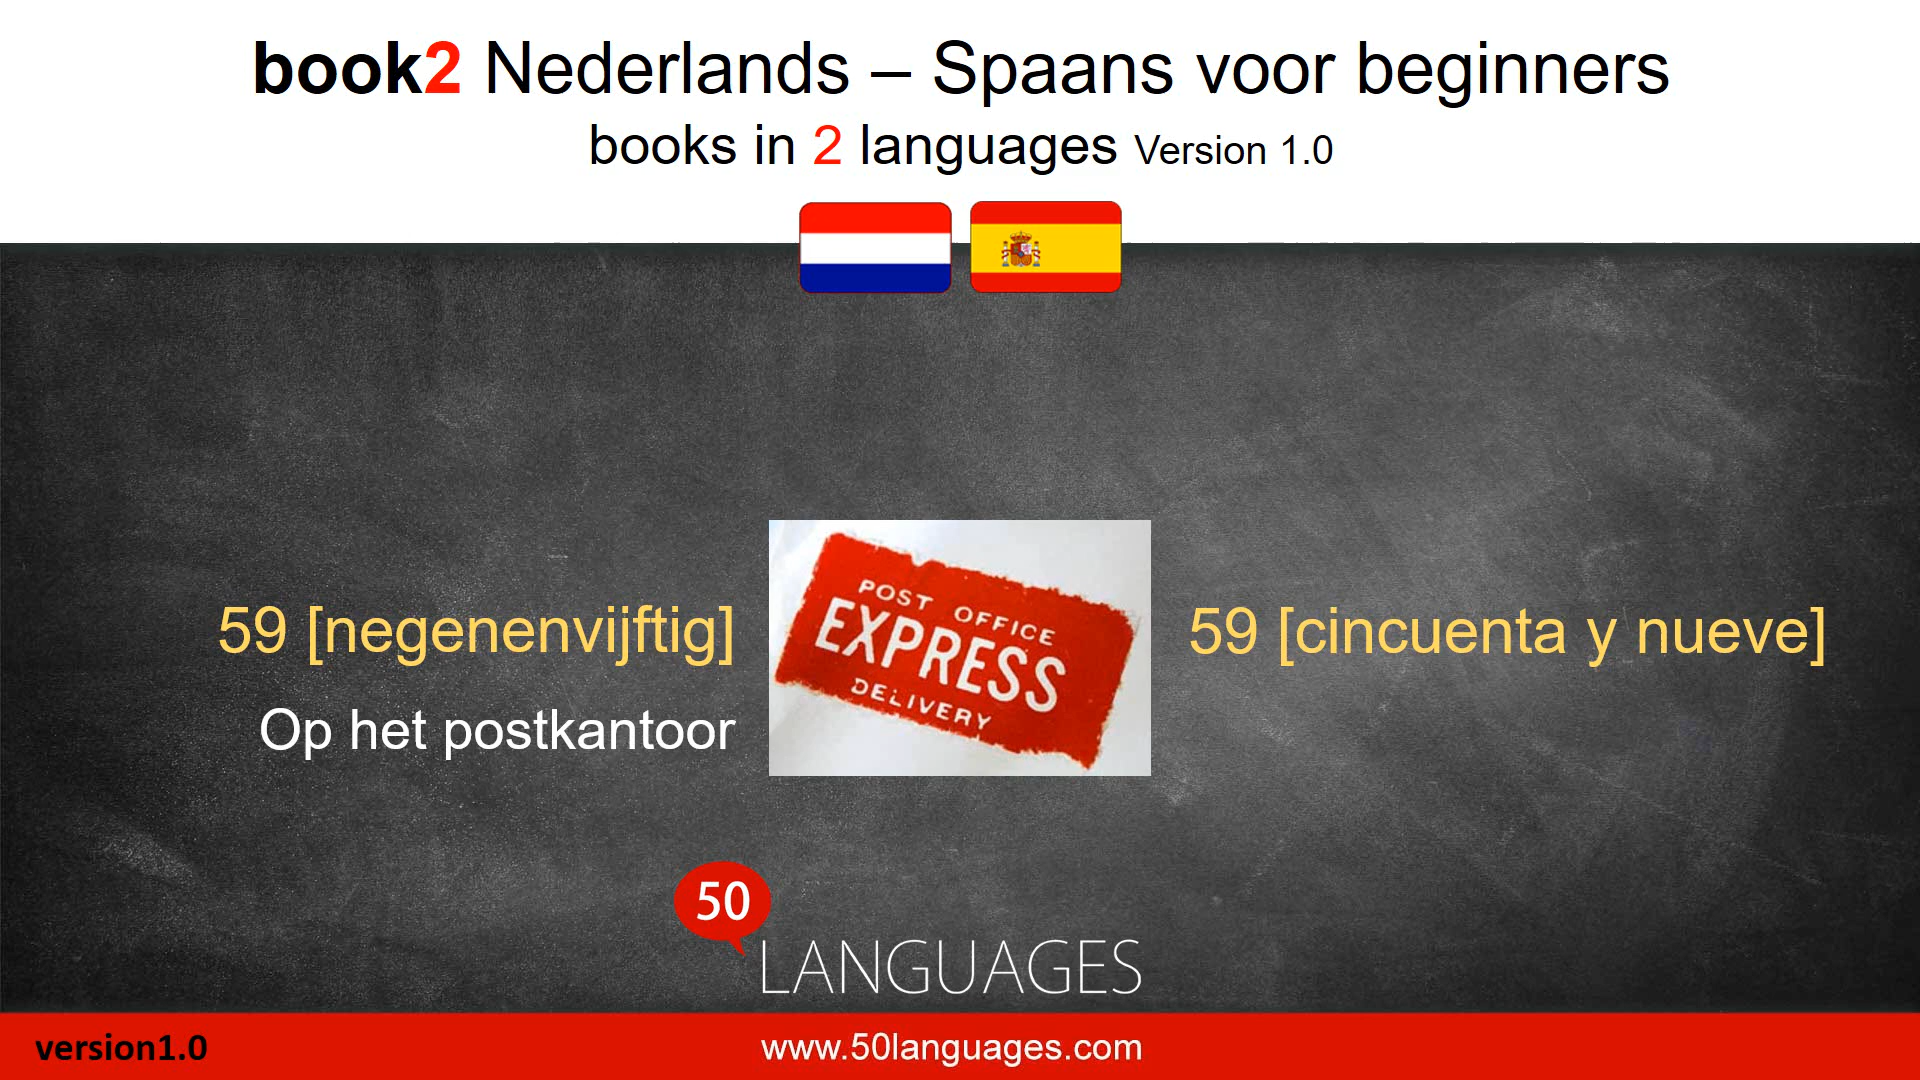 book2 Nederlands – Spaans voor beginners
books in 2 languages Version 1.0
59 [negenenvijftig]
Op het postkantoor
POST OFFICE
EXPRESS
DELIVERY
59 [cincuenta y nueve]
50
LANGUAGES
version1.0
www.50languages.com